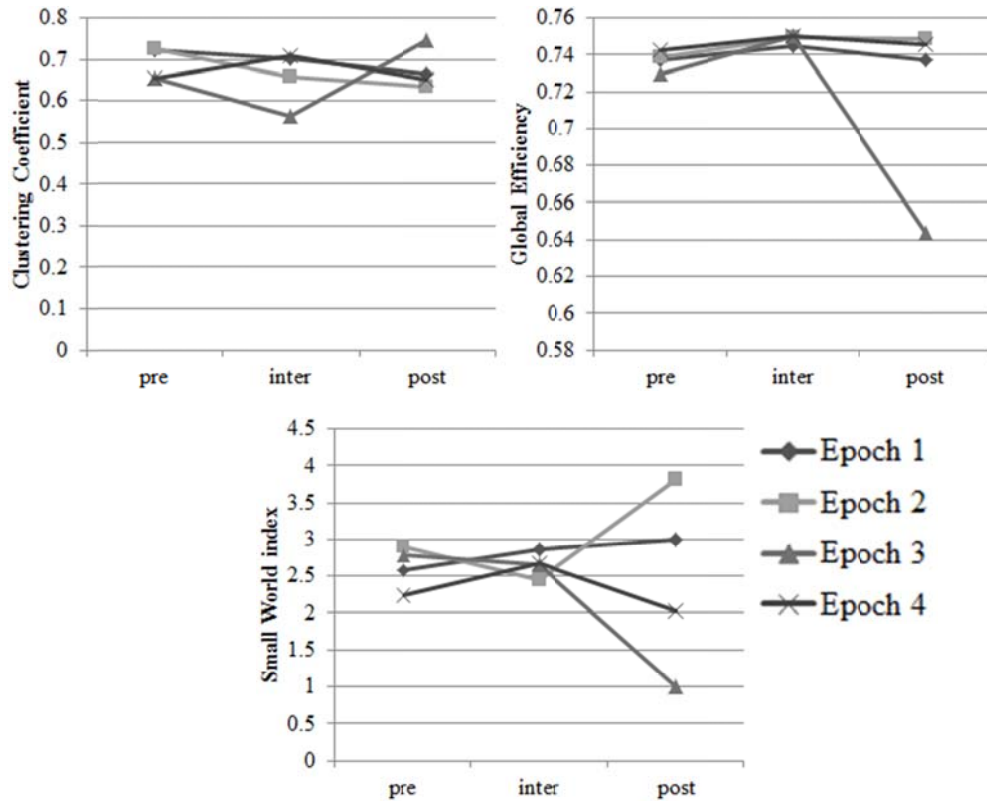 0.8
0.7
0.6
0.5
0.4
0.3
0.2
0.1
0
Clustering Coefficient
pre inter post
0.76
0.74
0.72
0.7
0.68
0.66
0.64
0.62
0.6
0.58
Global Efficiency
pre inter post
4.5
4
3.5
3
2.5
2
1.5
1
0.5
0
Small World index
pre inter post
Epoch 1
Epoch 2
Epoch 3
Epoch 4